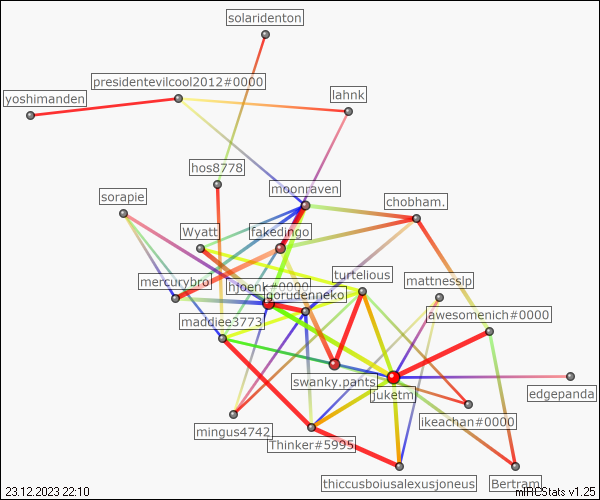 solaridenton
presidentevilcool2012#0000
yoshimanden
lahnk
hos8778
moonraven
sorapie
chobham.
Wyatt
fakedingo
turtelious
mattnesslp
mercurybro
hjoenk#0000
gorudenneko
awesomenich#0000
maddiee3773
swanky.pants
juketm
edgepanda
mingus4742
ikeachan#0000
Thinker#5995
thiccusboiusalexusjoneus
Bertram
23.12.2023 22:10
mIRCStats v1.25